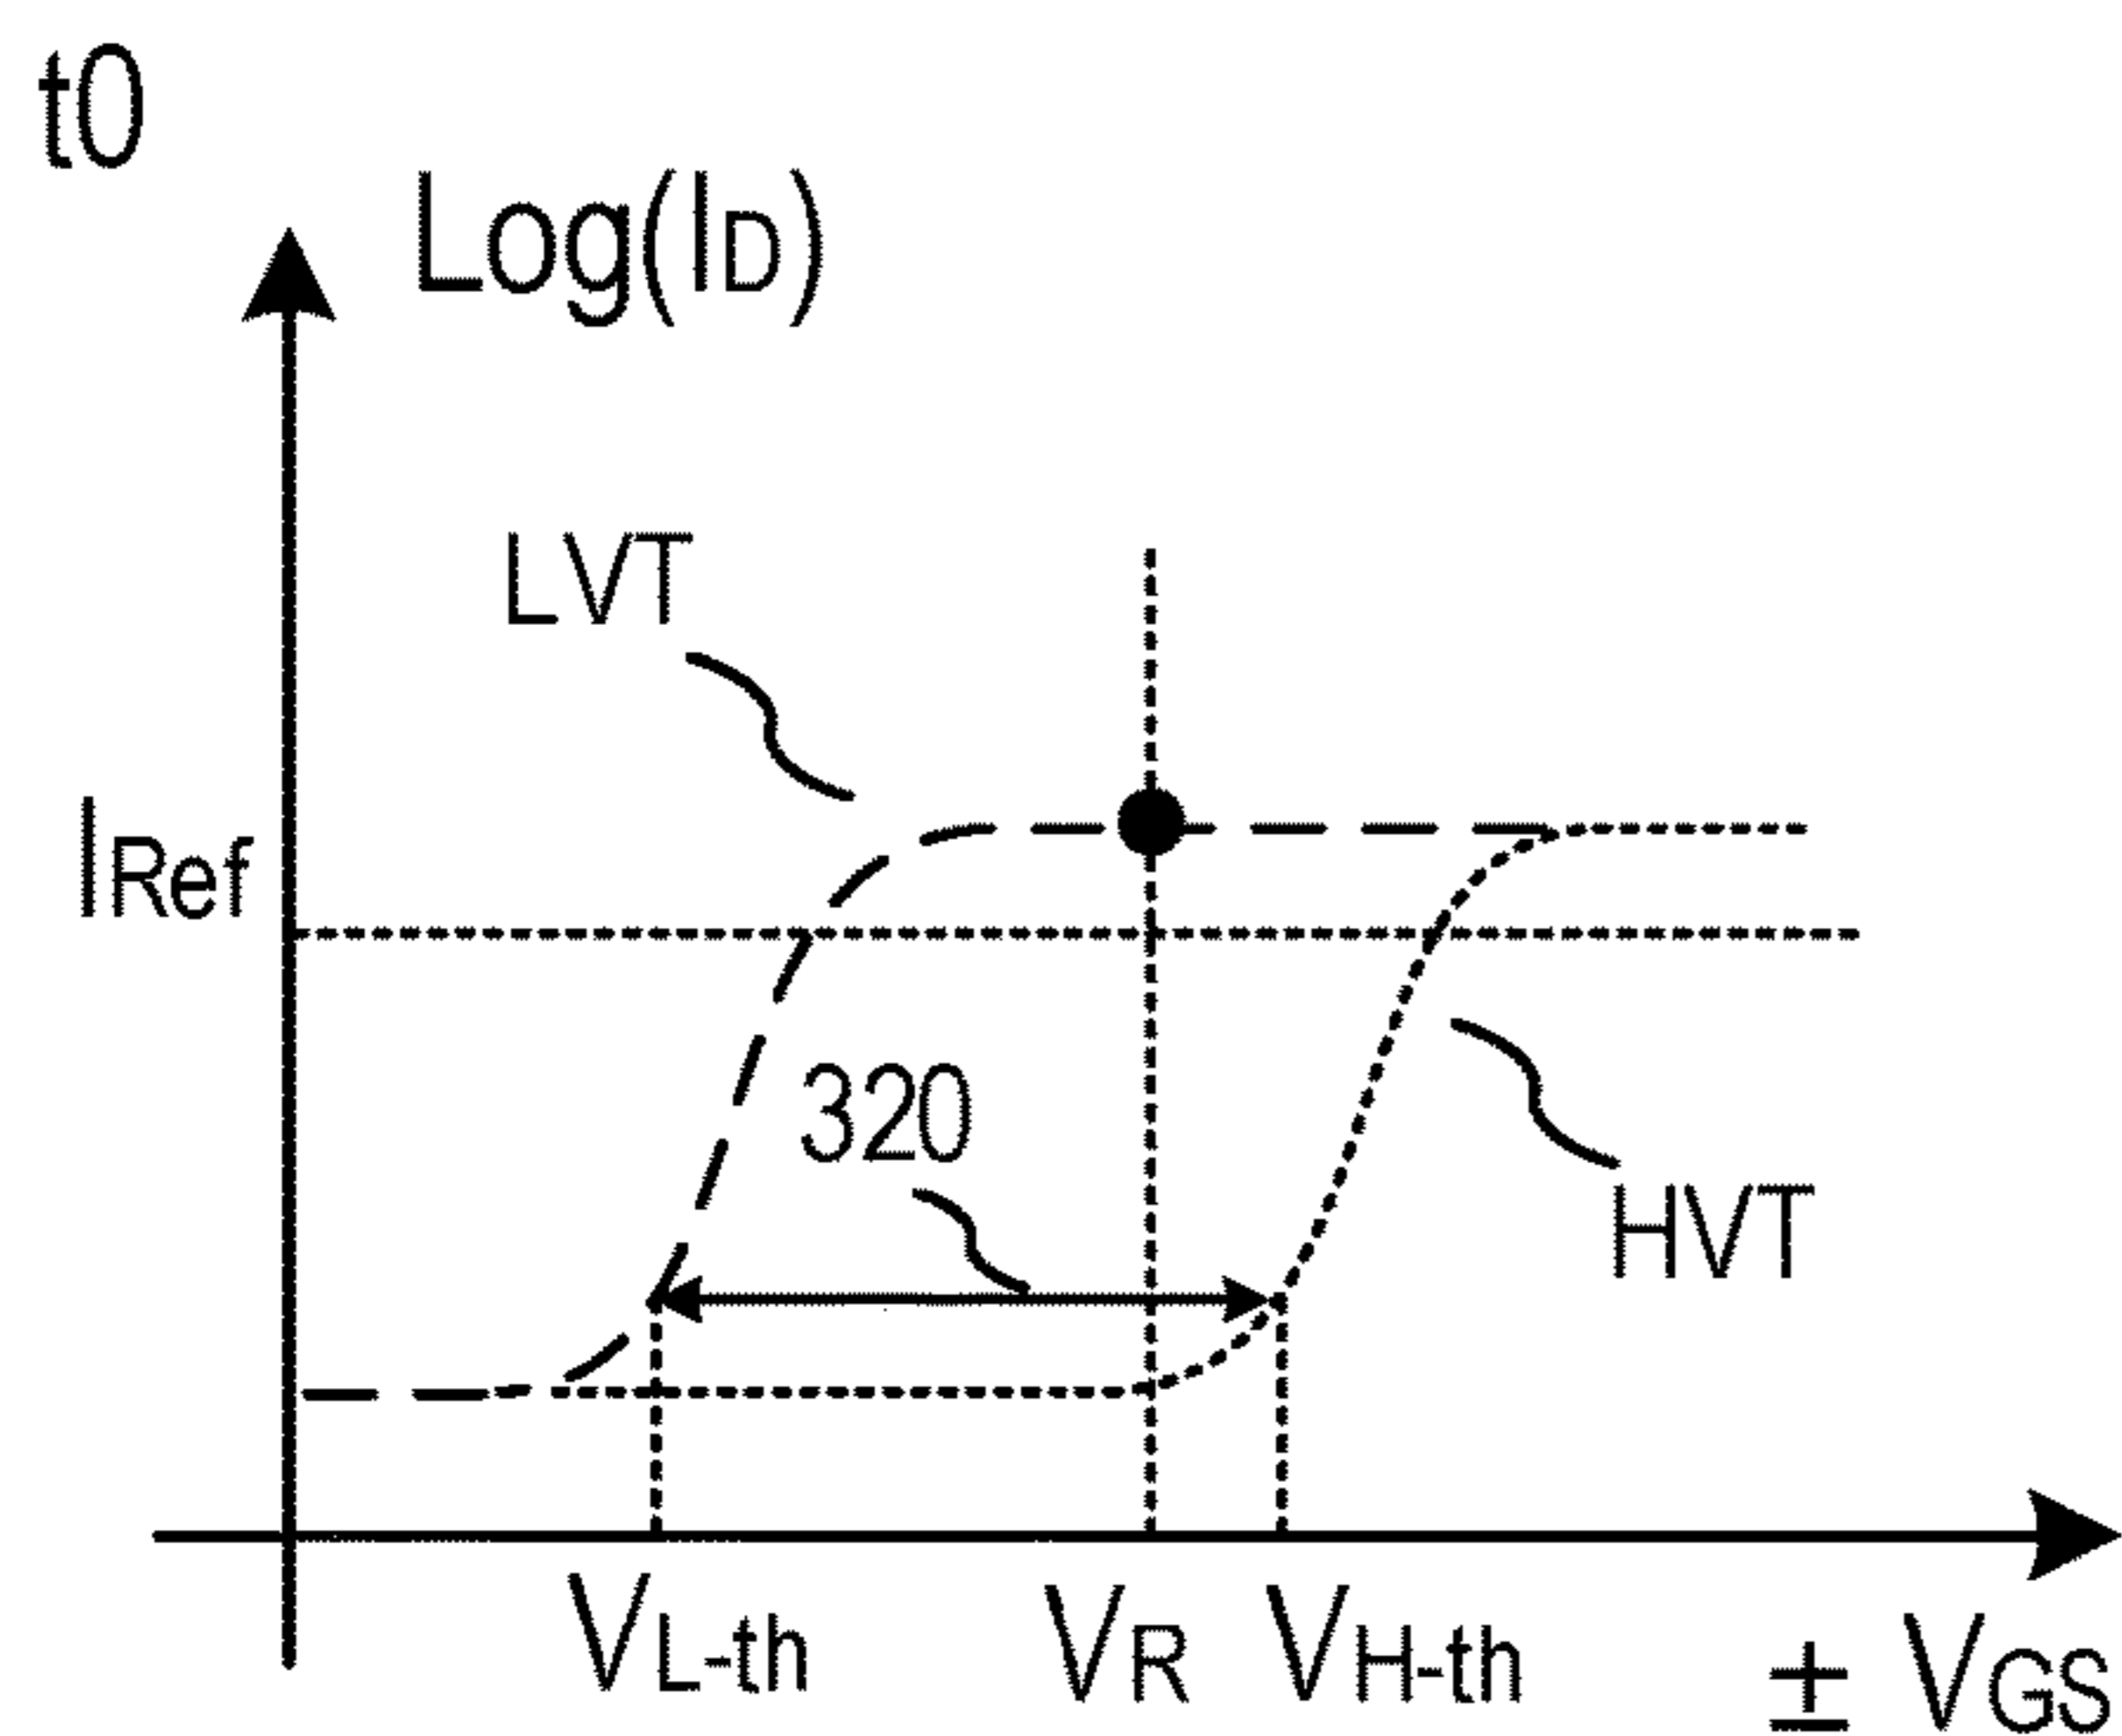 t0
Log(ID)
LVT
IRef
320
HVT
VL-th
VR
VH-th
± VGS